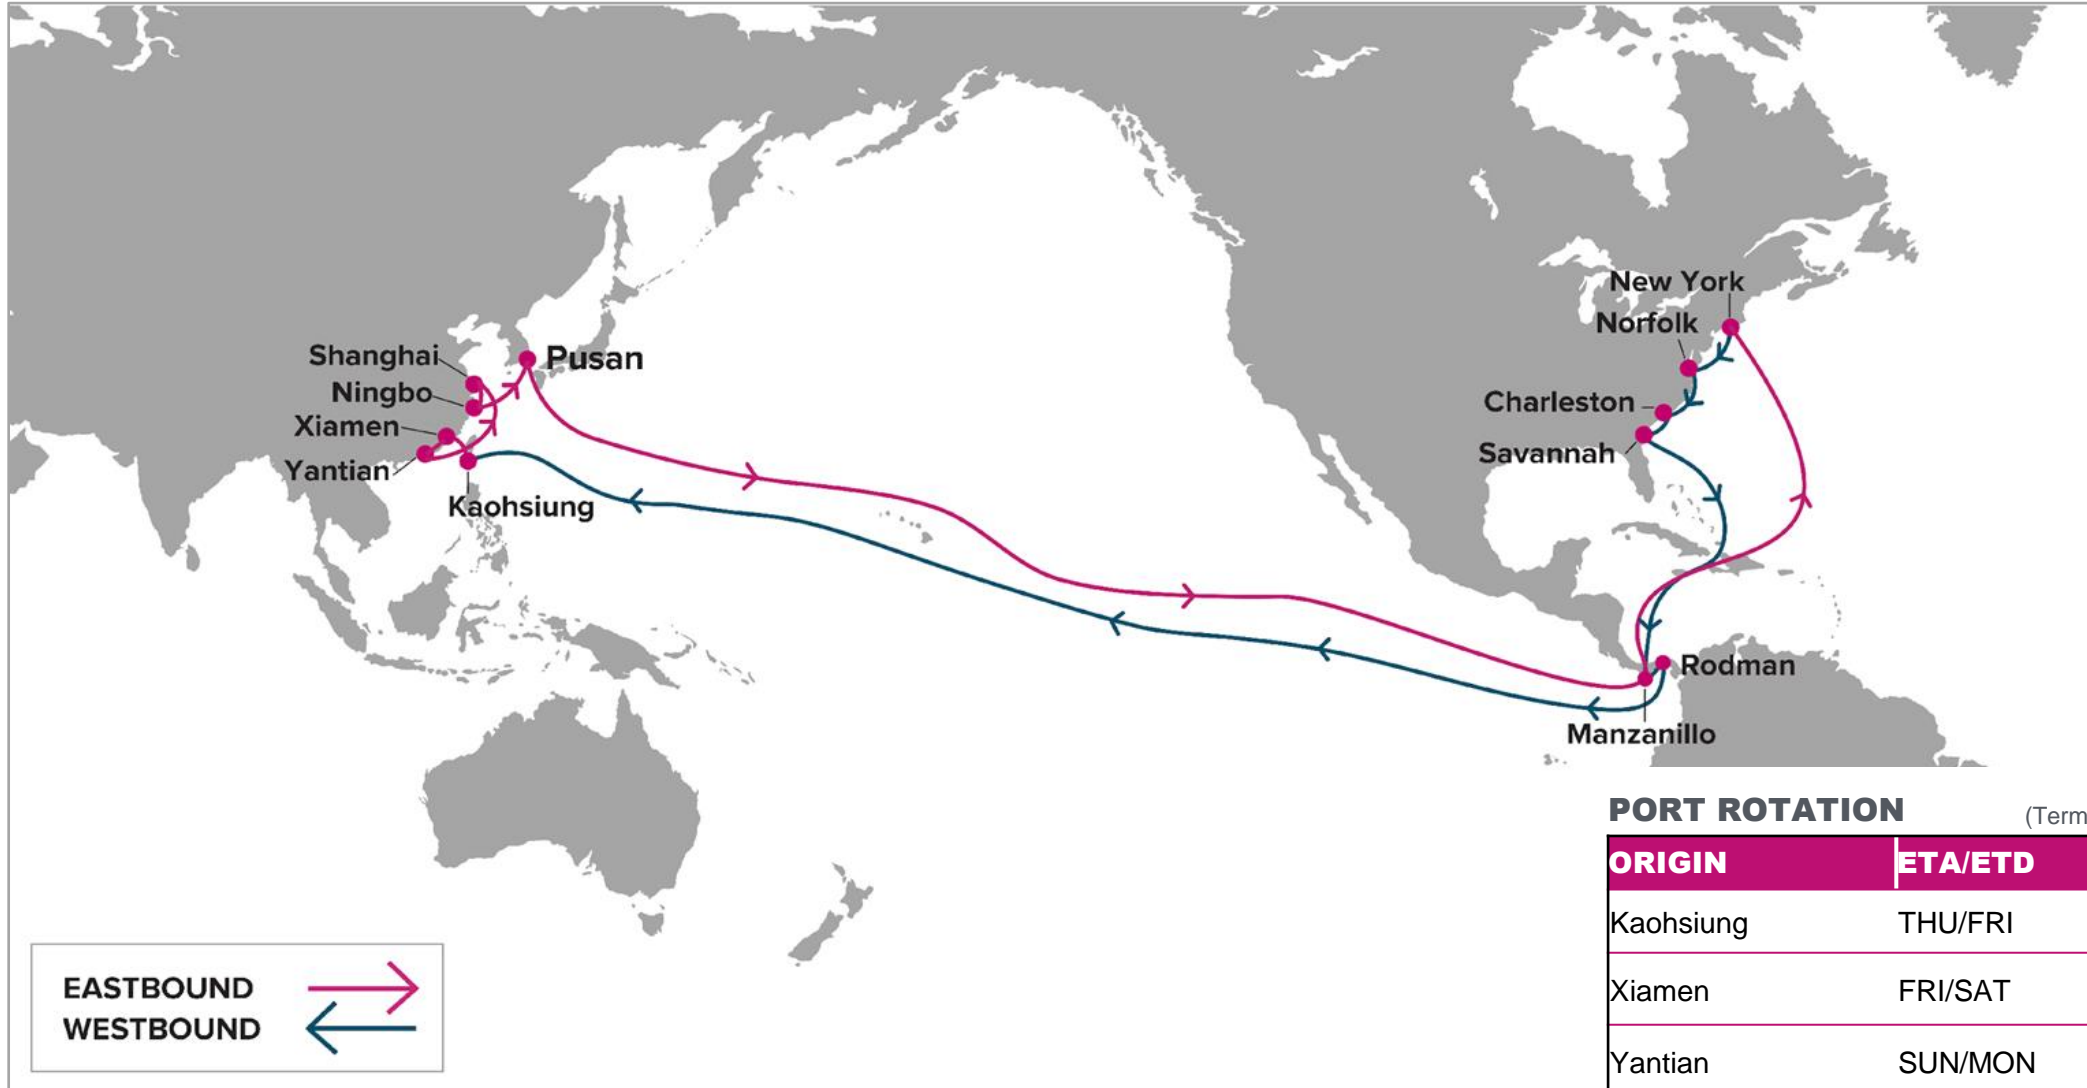 New York
Norfolk
Shanghai
Pusan
Ningbo
Charleston
Xiamen
Savannah
Yantian
Kaohsiung
Rodman
Manzanillo
PORT ROTATION (Term
ORIGIN ETA/ETD
Kaohsiung THU/FRI
Xiamen FRI/SAT
Yantian SUN/MON
EASTBOUND
WESTBOUND